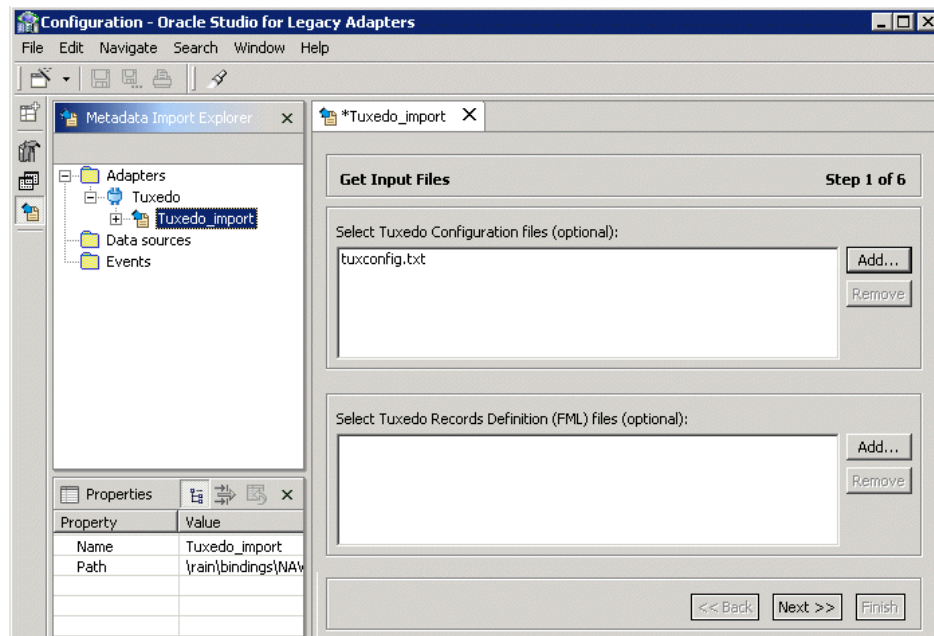 Configuration - Oracle Studio for Legacy Adapters
File Edit Navigate Search Window Help
Metadata Import Explorer
*Tuxedo_import
Adapters
Tuxedo
Tuxedo_import
Data sources
Events
Get Input Files
Step 1 of 6
Select Tuxedo Configuration files (optional):
tuxconfig.txt
Add...
Remove
Select Tuxedo Records Definition (FML) files (optional):
Add...
Remove
Properties
Property Value
Name Tuxedo_import
Path \rain\bindings\NAV
<< Back Next >> Finish